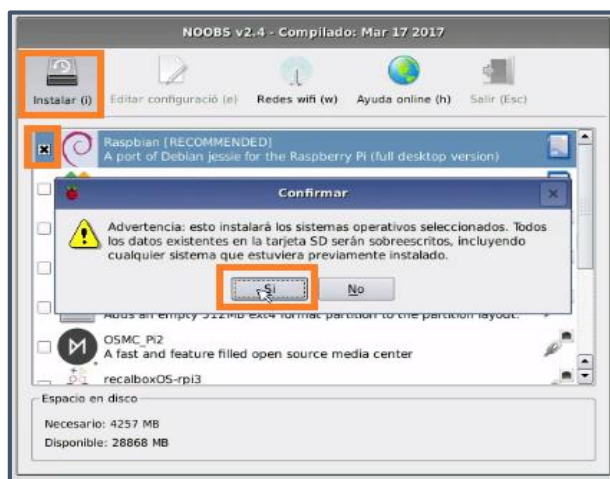 NOOBS v2.4 - Compilado: Mar 17 2017
Instalar (i) Editar configuració (e) Redes wifi (w) Ayuda online (h) Salir (Esc)
Raspbian [RECOMMENDED]
A port of Debian jessie for the Raspberry Pi (full desktop version)
Confirmar
Advertencia: esto instalará los sistemas operativos seleccionados. Todos
los datos existentes en la tarjeta SD serán sobreescritos, incluyendo
cualquier sistema que estuviera previamente instalado.
Sí No
Adds an empty 512MB ext4 format partition to the partition layout.
OSMC_Pi2
A fast and feature filled open source media center
recalboxOS-rpi3
Espacio en disco
Necesario: 4257 MB
Disponible: 28868 MB